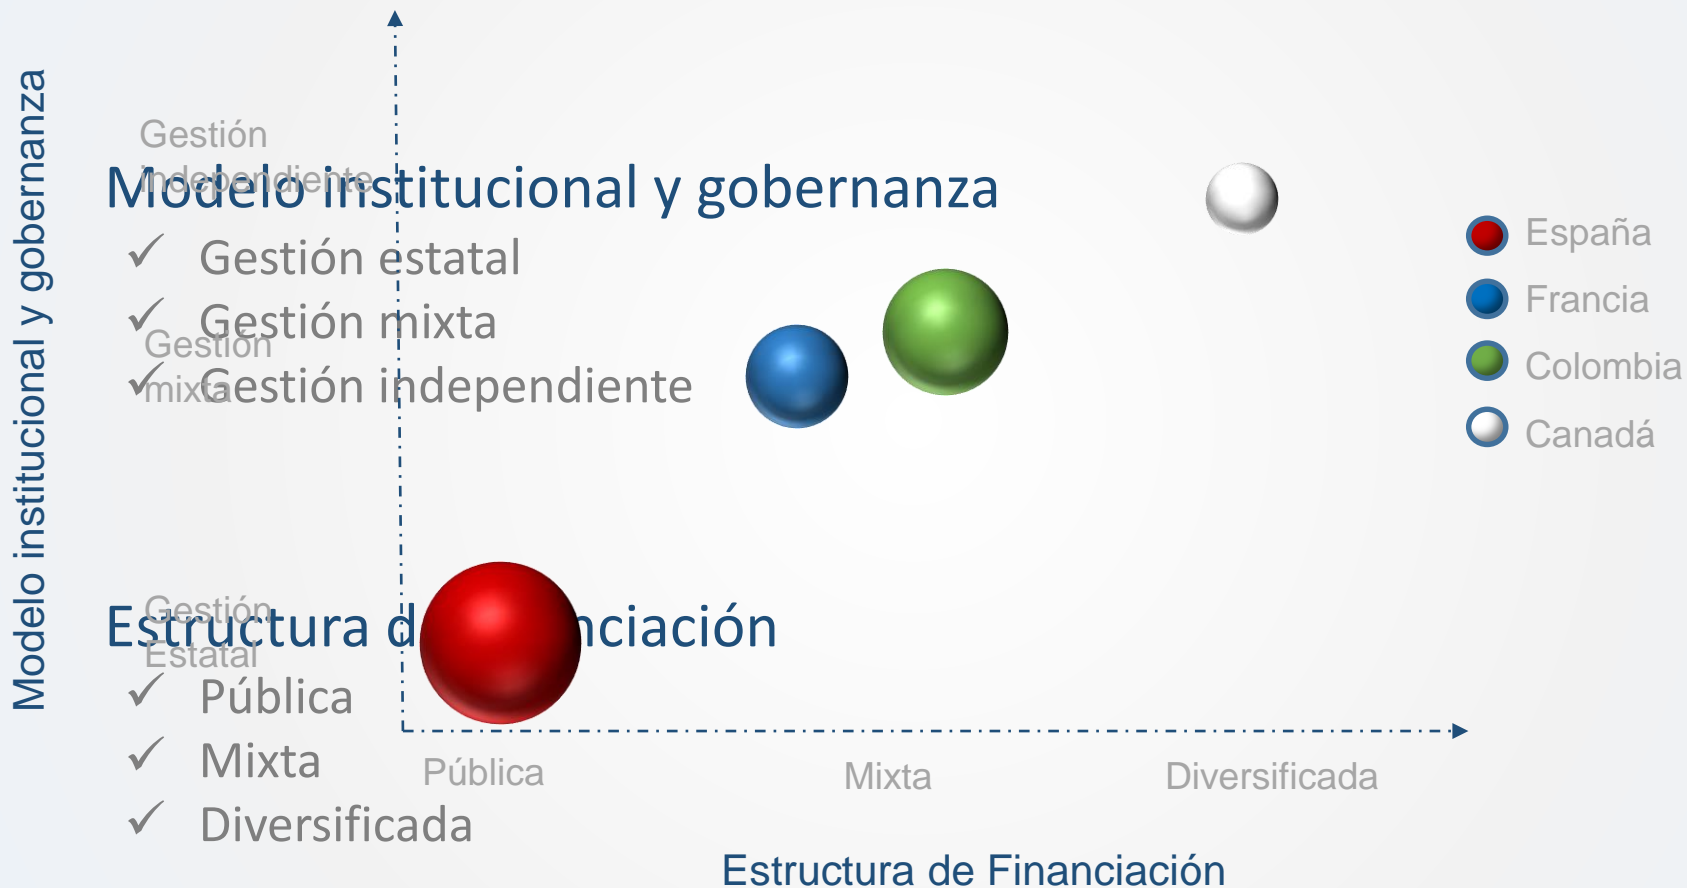 Modelo institucional y gobernanza
Gestión
independiente
Modelo institucional y gobernanza
✓ Gestión estatal
✓ Gestión mixta
✓ Gestión independiente
Gestión
mixta
Gestión
Estatal
Estructura de financiación
✓ Pública
✓ Mixta
✓ Diversificada
Pública
Mixta
Diversificada
Estructura de Financiación
España
Francia
Colombia
Canadá